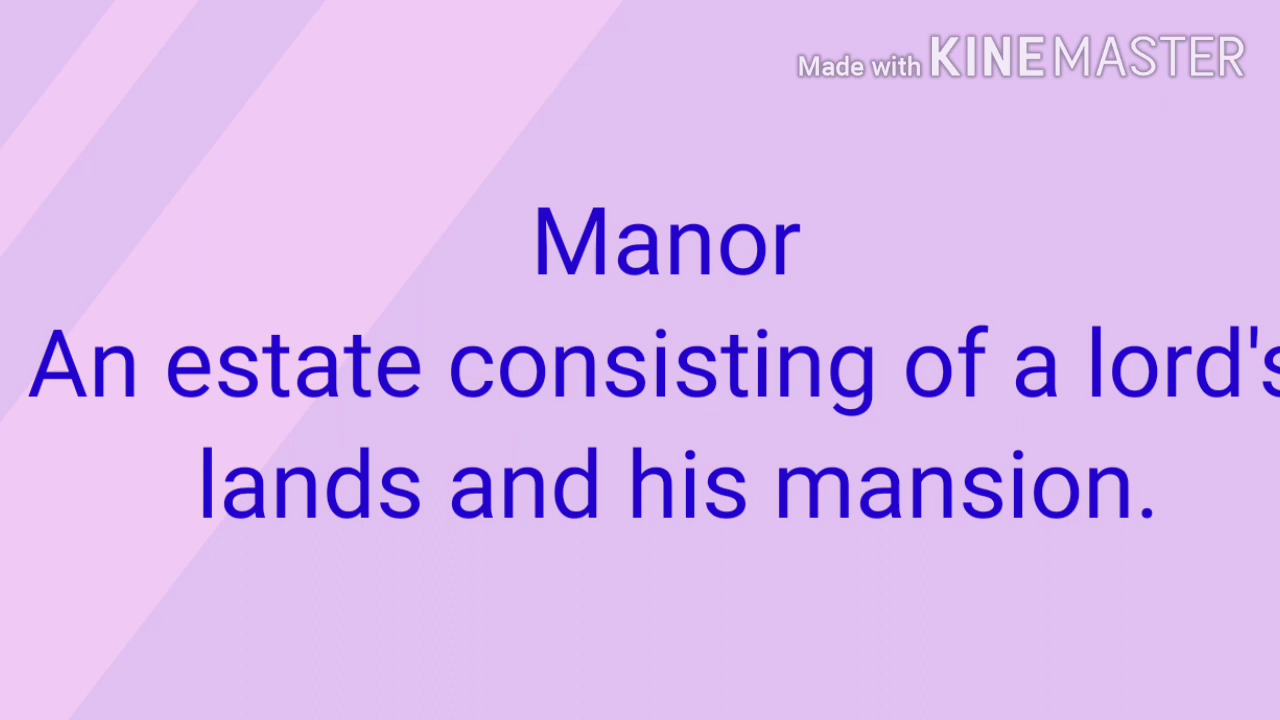 Made with KINEMASTER
Manor
An estate consisting of a lord's
lands and his mansion.